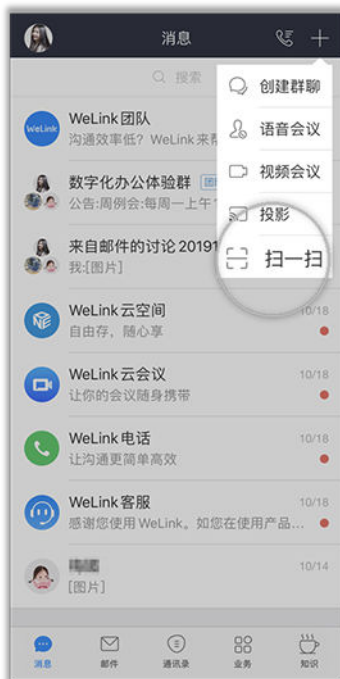 消息
搜索
创建群聊
语音会议
视频会议
投影
扫一扫
WeLink
WeLink团队
沟通效率低？WeLink来帮
数字化办公体验群
公告:周例会:每周一上午
来自邮件的讨论 20191
我:[图片]
WeLink云空间 10/18
自由存，随心享
WeLink云会议 10/18
让你的会议随身携带
WeLink电话 10/18
让沟通更简单高效
WeLink客服 10/18
感谢您使用 WeLink。如您在使用产品...
10/14
[图片]
消息 邮件 通讯录 业务 知识